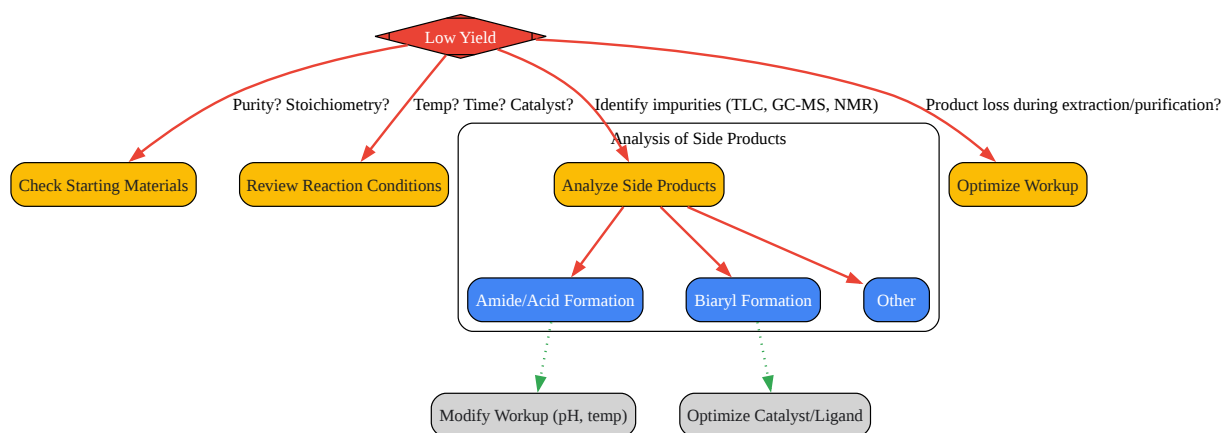 Low Yield
Purity? Stoichiometry?
Temp? Time? Catalyst?
Identify impurities (TLC, GC-MS, NMR)
Product loss during extraction/purification?
Analysis of Side Products
Check Starting Materials
Review Reaction Conditions
Analyze Side Products
Optimize Workup
Amide/Acid Formation
Biaryl Formation
Other
Modify Workup (pH, temp)
Optimize Catalyst/Ligand